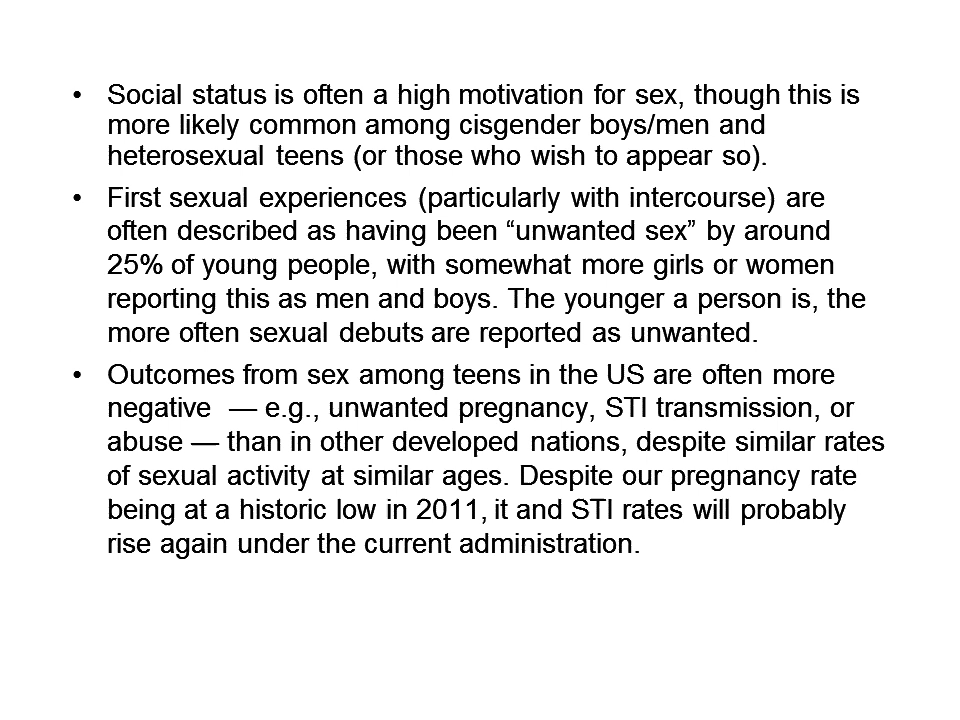 • Social status is often a high motivation for sex, though this is
more likely common among cisgender boys/men and
heterosexual teens (or those who wish to appear so).
• First sexual experiences (particularly with intercourse) are
often described as having been “unwanted sex” by around
25% of young people, with somewhat more girls or women
reporting this as men and boys. The younger a person is, the
more often sexual debuts are reported as unwanted.
• Outcomes from sex among teens in the US are often more
negative — e.g., unwanted pregnancy, STI transmission, or
abuse — than in other developed nations, despite similar rates
of sexual activity at similar ages. Despite our pregnancy rate
being at a historic low in 2011, it and STI rates will probably
rise again under the current administration.